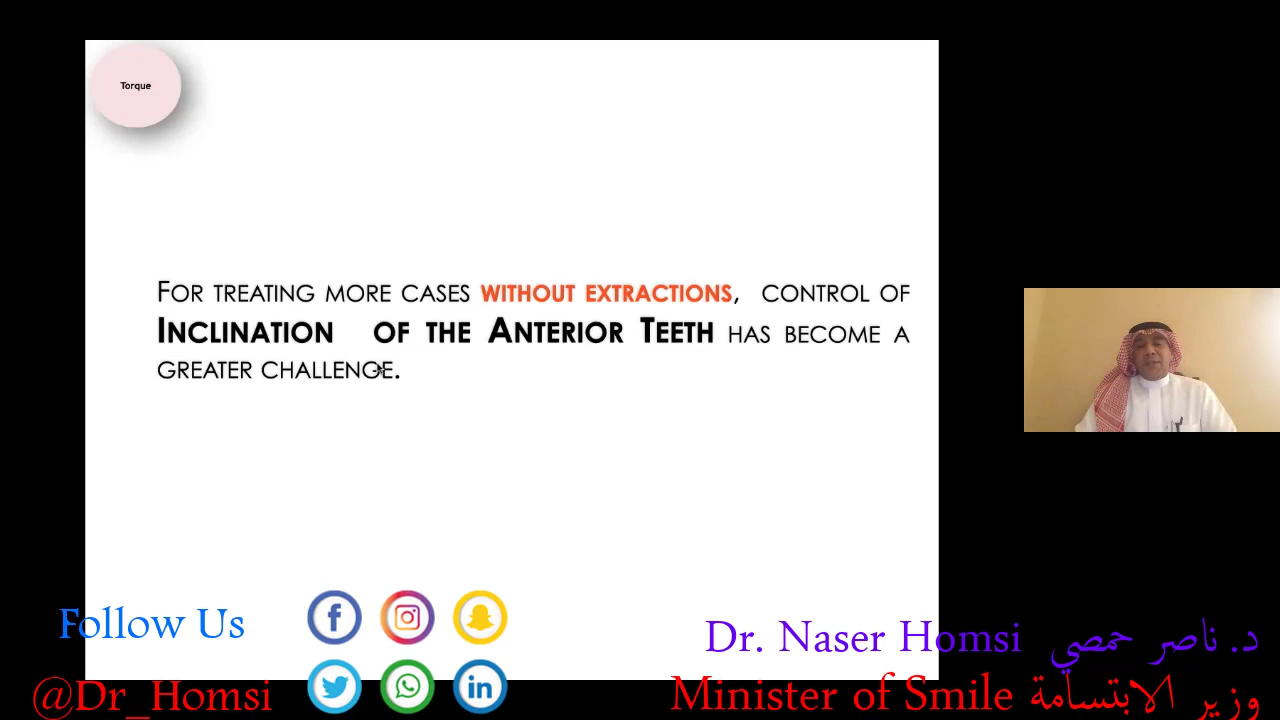 Torque
FOR TREATING MORE CASES WITHOUT EXTRACTIONS, CONTROL OF
INCLINATION OF THE ANTERIOR TEETH HAS BECOME A
GREATER CHALLENGE.
Follow Us
@Dr_Homsi
Dr. Naser Homsi د. ناصر حمصي
Minister of Smile وزير الابتسامة